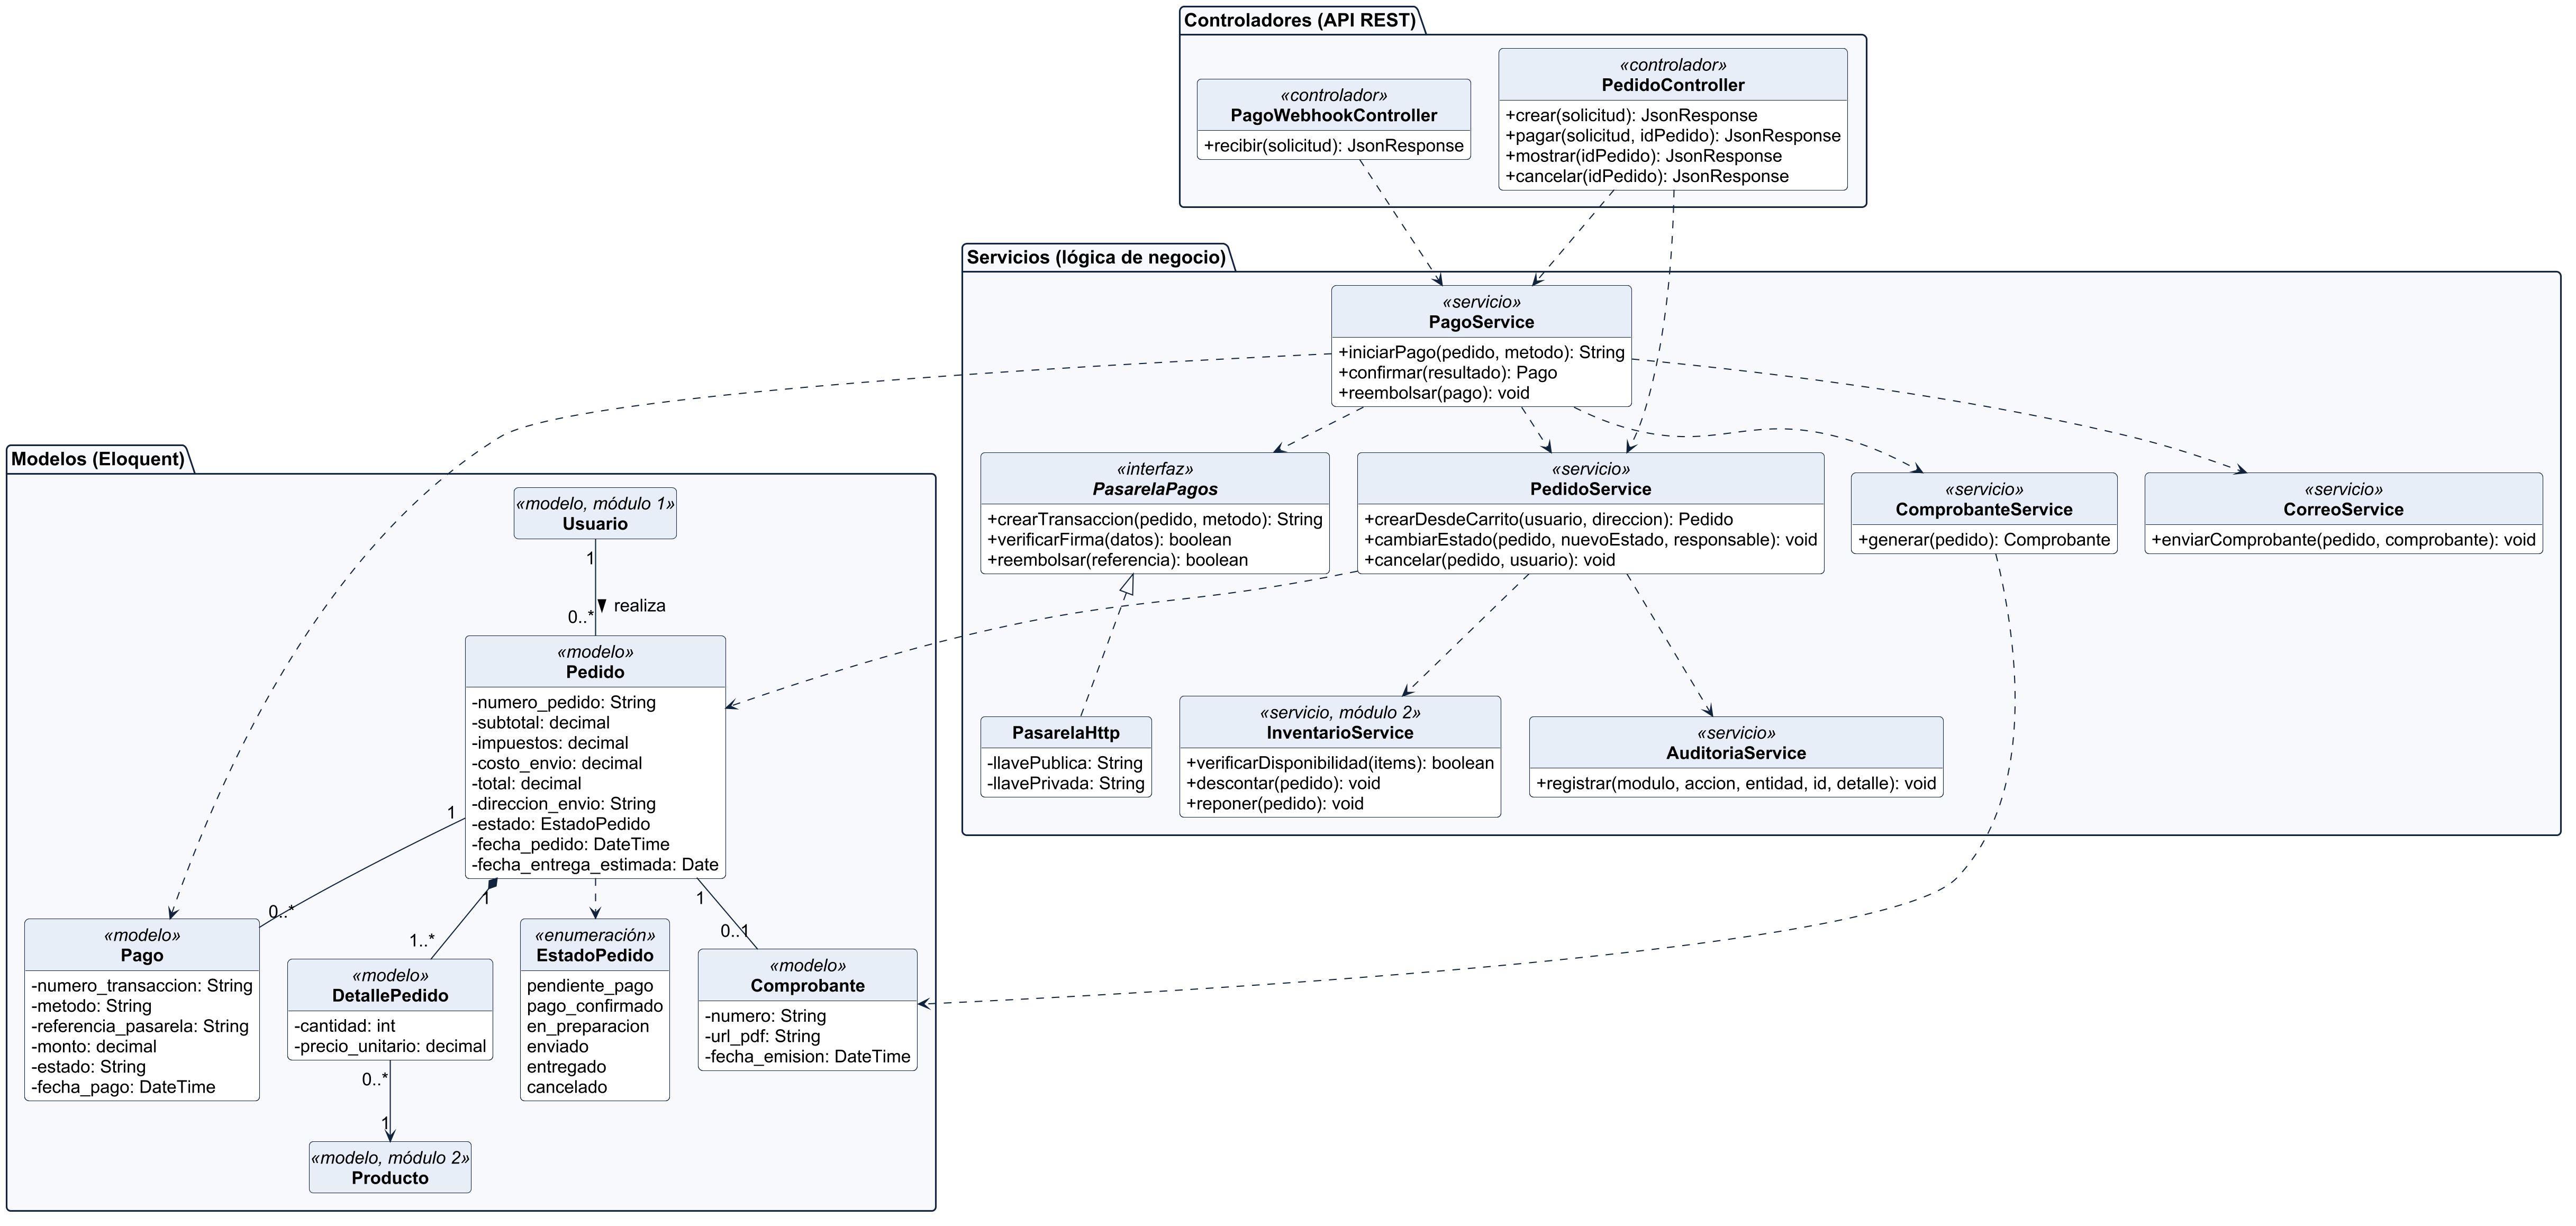 Controladores (API REST)
«controlador»
PagoWebhookController
+recibir(solicitud): JsonResponse
«controlador»
PedidoController
+crear(solicitud): JsonResponse
+pagar(solicitud, idPedido): JsonResponse
+mostrar(idPedido): JsonResponse
+cancelar(idPedido): JsonResponse
Servicios (lógica de negocio)
«servicio»
PagoService
+iniciarPago(pedido, metodo): String
+confirmar(resultado): Pago
+reembolsar(pago): void
«interfaz»
PasarelaPagos
+crearTransaccion(pedido, metodo): String
+verificarFirma(datos): boolean
+reembolsar(referencia): boolean
«servicio»
PedidoService
+crearDesdeCarrito(usuario, direccion): Pedido
+cambiarEstado(pedido, nuevoEstado, responsable): void
+cancelar(pedido, usuario): void
«servicio»
ComprobanteService
+generar(pedido): Comprobante
«servicio»
CorreoService
+enviarComprobante(pedido, comprobante): void
PasarelaHttp
-llavePublica: String
-llavePrivada: String
«servicio, módulo 2»
InventarioService
+verificarDisponibilidad(items): boolean
+descontar(pedido): void
+reponer(pedido): void
«servicio»
AuditoriaService
+registrar(modulo, accion, entidad, id, detalle): void
Modelos (Eloquent)
«modelo, módulo 1»
Usuario
1
realiza
0..*
«modelo»
Pedido
-numero_pedido: String
-subtotal: decimal
-impuestos: decimal
-costo_envio: decimal
-total: decimal
-direccion_envio: String
-estado: EstadoPedido
-fecha_pedido: DateTime
-fecha_entrega_estimada: Date
1
0..*
1
1..*
1
0..1
«modelo»
Pago
-numero_transaccion: String
-metodo: String
-referencia_pasarela: String
-monto: decimal
-estado: String
-fecha_pago: DateTime
«modelo»
DetallePedido
-cantidad: int
-precio_unitario: decimal
«enumeración»
EstadoPedido
pendiente_pago
pago_confirmado
en_preparacion
enviado
entregado
cancelado
«modelo»
Comprobante
-numero: String
-url_pdf: String
-fecha_emision: DateTime
0..*
1
«modelo, módulo 2»
Producto